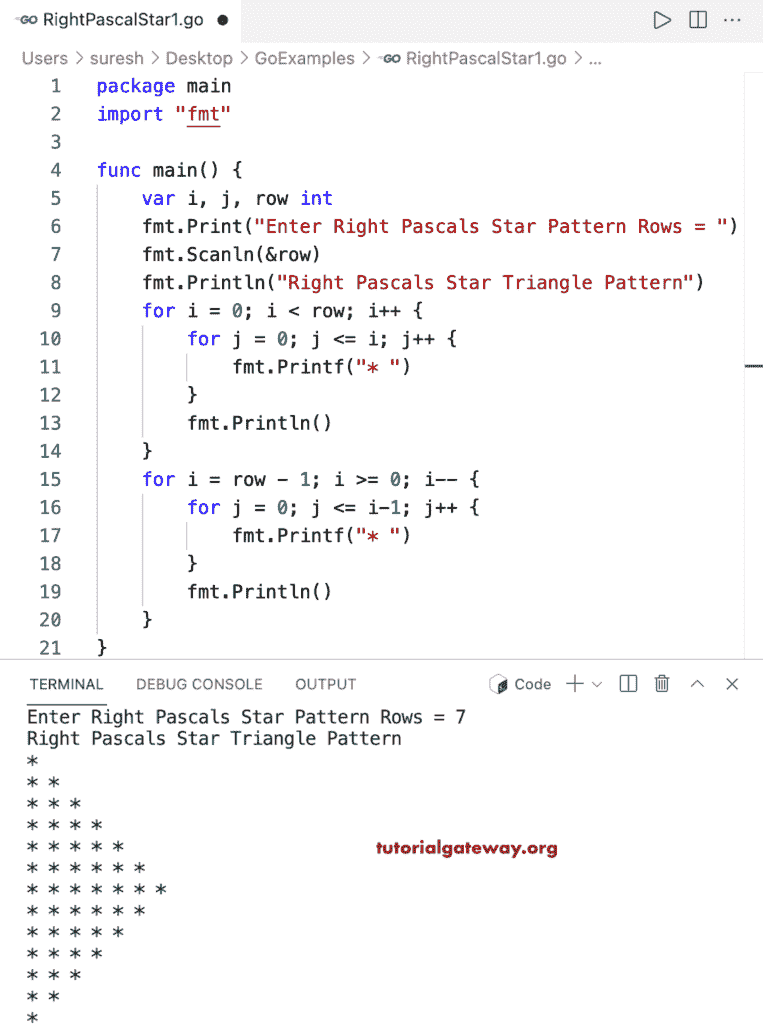 GO RightPascalStar1.go
Users > suresh > Desktop > GoExamples > GO RightPascalStar1.go > ...
1 package main
2 import "fmt"
3
4 func main() {
5     var i, j, row int
6     fmt.Print("Enter Right Pascals Star Pattern Rows = ")
7     fmt.Scanln(&row)
8     fmt.Println("Right Pascals Star Triangle Pattern")
9     for i = 0; i < row; i++ {
10         for j = 0; j <= i; j++ {
11             fmt.Printf("* ")
12         }
13         fmt.Println()
14     }
15     for i = row - 1; i >= 0; i-- {
16         for j = 0; j <= i-1; j++ {
17             fmt.Printf("* ")
18         }
19         fmt.Println()
20     }
21 }
TERMINAL DEBUG CONSOLE OUTPUT Code
Enter Right Pascals Star Pattern Rows = 7
Right Pascals Star Triangle Pattern
*
* *
* * *
* * * *
* * * * *
tutorialgateway.org
* * * * * *
* * * * * * *
* * * * * *
* * * * *
* * * *
* * *
* *
*